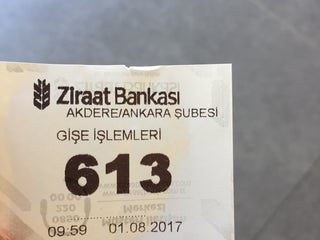 Ziraat Bankası
AKDERE/ANKARA ŞUBESİ
GİŞE İŞLEMLERİ
613
09:59 01.08.2017